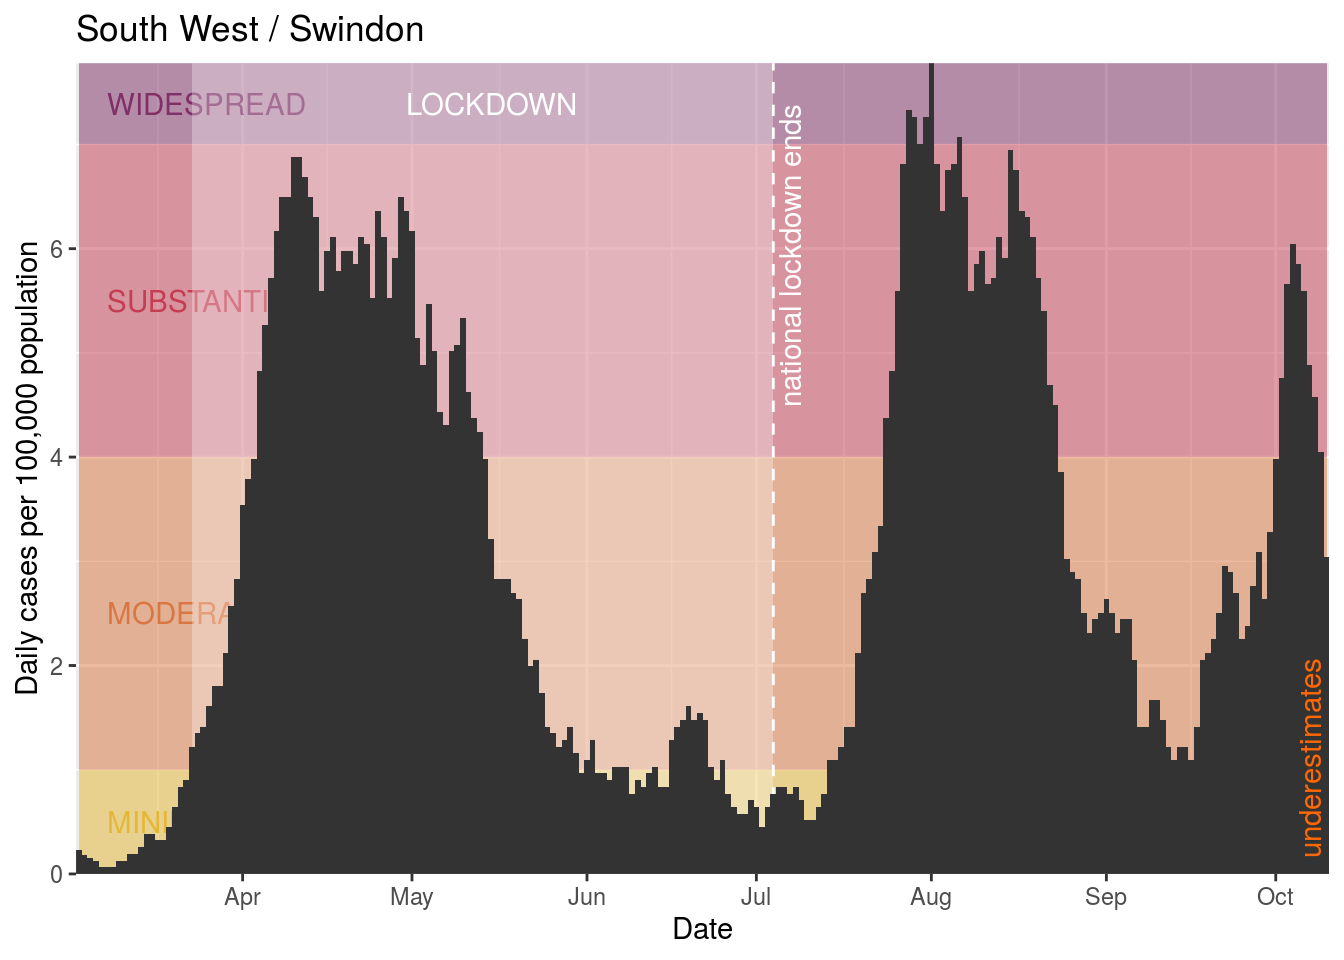 South West / Swindon
WIDESPREAD
LOCKDOWN
national lockdown ends
SUBSTANTI
MODERA
MINI
underestimates
Daily cases per 100,000 population
6
4
2
0
Apr May Jun Jul Aug Sep Oct
Date